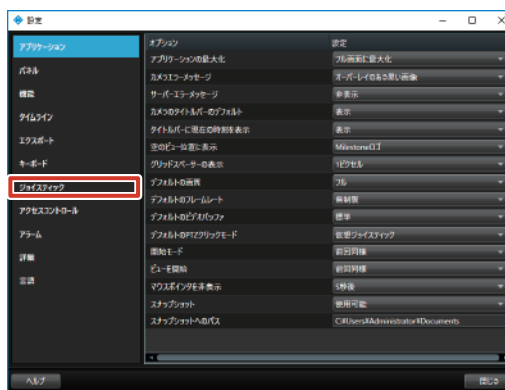 設定
アプリケーション
パネル
機能
タイムライン
エクスポート
キーボード
ジョイスティック
アクセスコントロール
アラーム
詳細
言語
オプション 設定
アプリケーションの最大化 フル画面に最大化
カメラエラーメッセージ オーバーレイのある黒い画像
サーバーエラーメッセージ 非表示
カメラのタイトルバーのデフォルト 表示
タイトルバーに現在の時刻を表示 表示
空のビュー位置に表示 Milestoneロゴ
グリッドスペーサーの表示 1ピクセル
デフォルトの画質 フル
デフォルトのフレームレート 無制限
デフォルトのビデオバッファ 標準
デフォルトのPTZクリックモード 仮想ジョイスティック
開始モード 前回同様
ビューを開始 前回同様
マウスポインタを非表示 5秒後
スナップショット 使用可能
スナップショットへのパス C:¥Users¥Administrator¥Documents
ヘルプ 閉じる